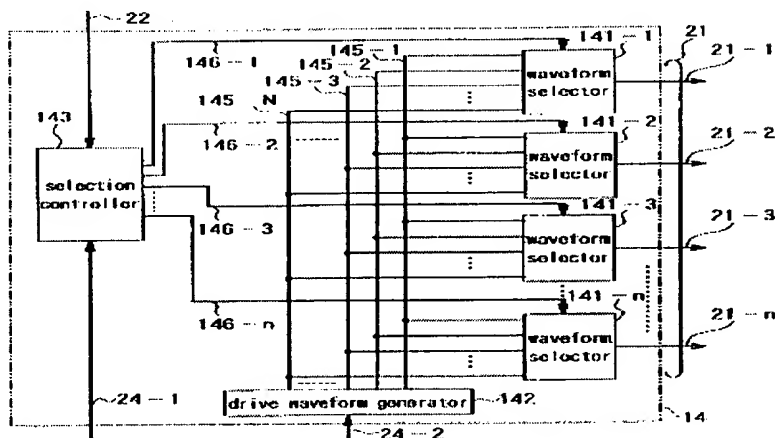 22
146-1
145-1
145-2
145-3
145 N
141-1
21
21-1
waveform
selector
143
146-2
141-2
21-2
waveform
selector
selection
controller
146-3
141-3
21-3
waveform
selector
146-n
141-n
21-n
waveform
selector
24-1
drive waveform generator
142
24-2
14